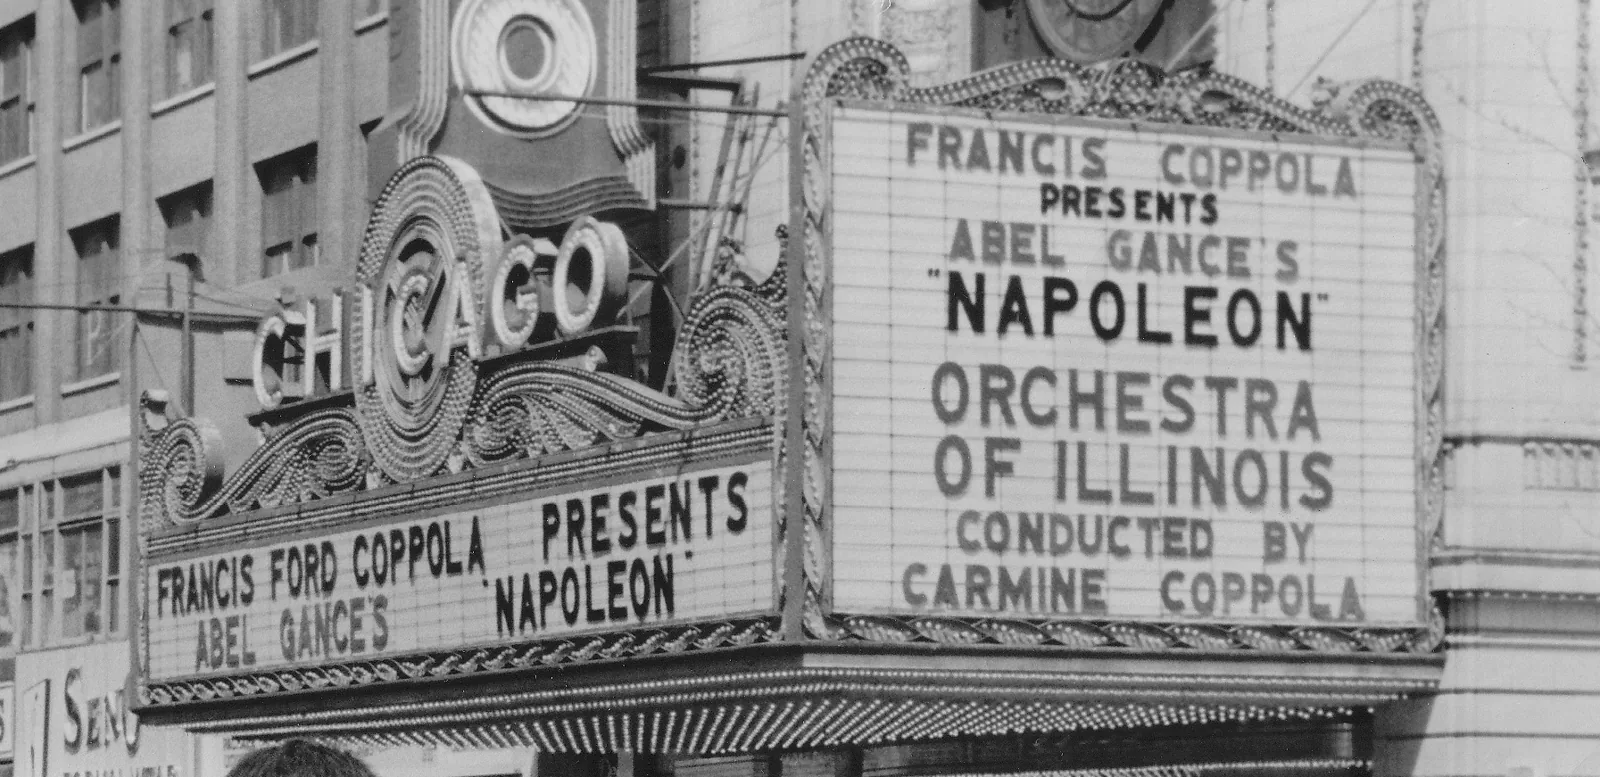 O
CHICAGO
FRANCIS FORD COPPOLA PRESENTS
ABEL GANCE'S "NAPOLEON"
FRANCIS COPPOLA
PRESENTS
ABEL GANCE'S
"NAPOLEON"
ORCHESTRA
OF ILLINOIS
CONDUCTED BY
CARMINE COPPOLA